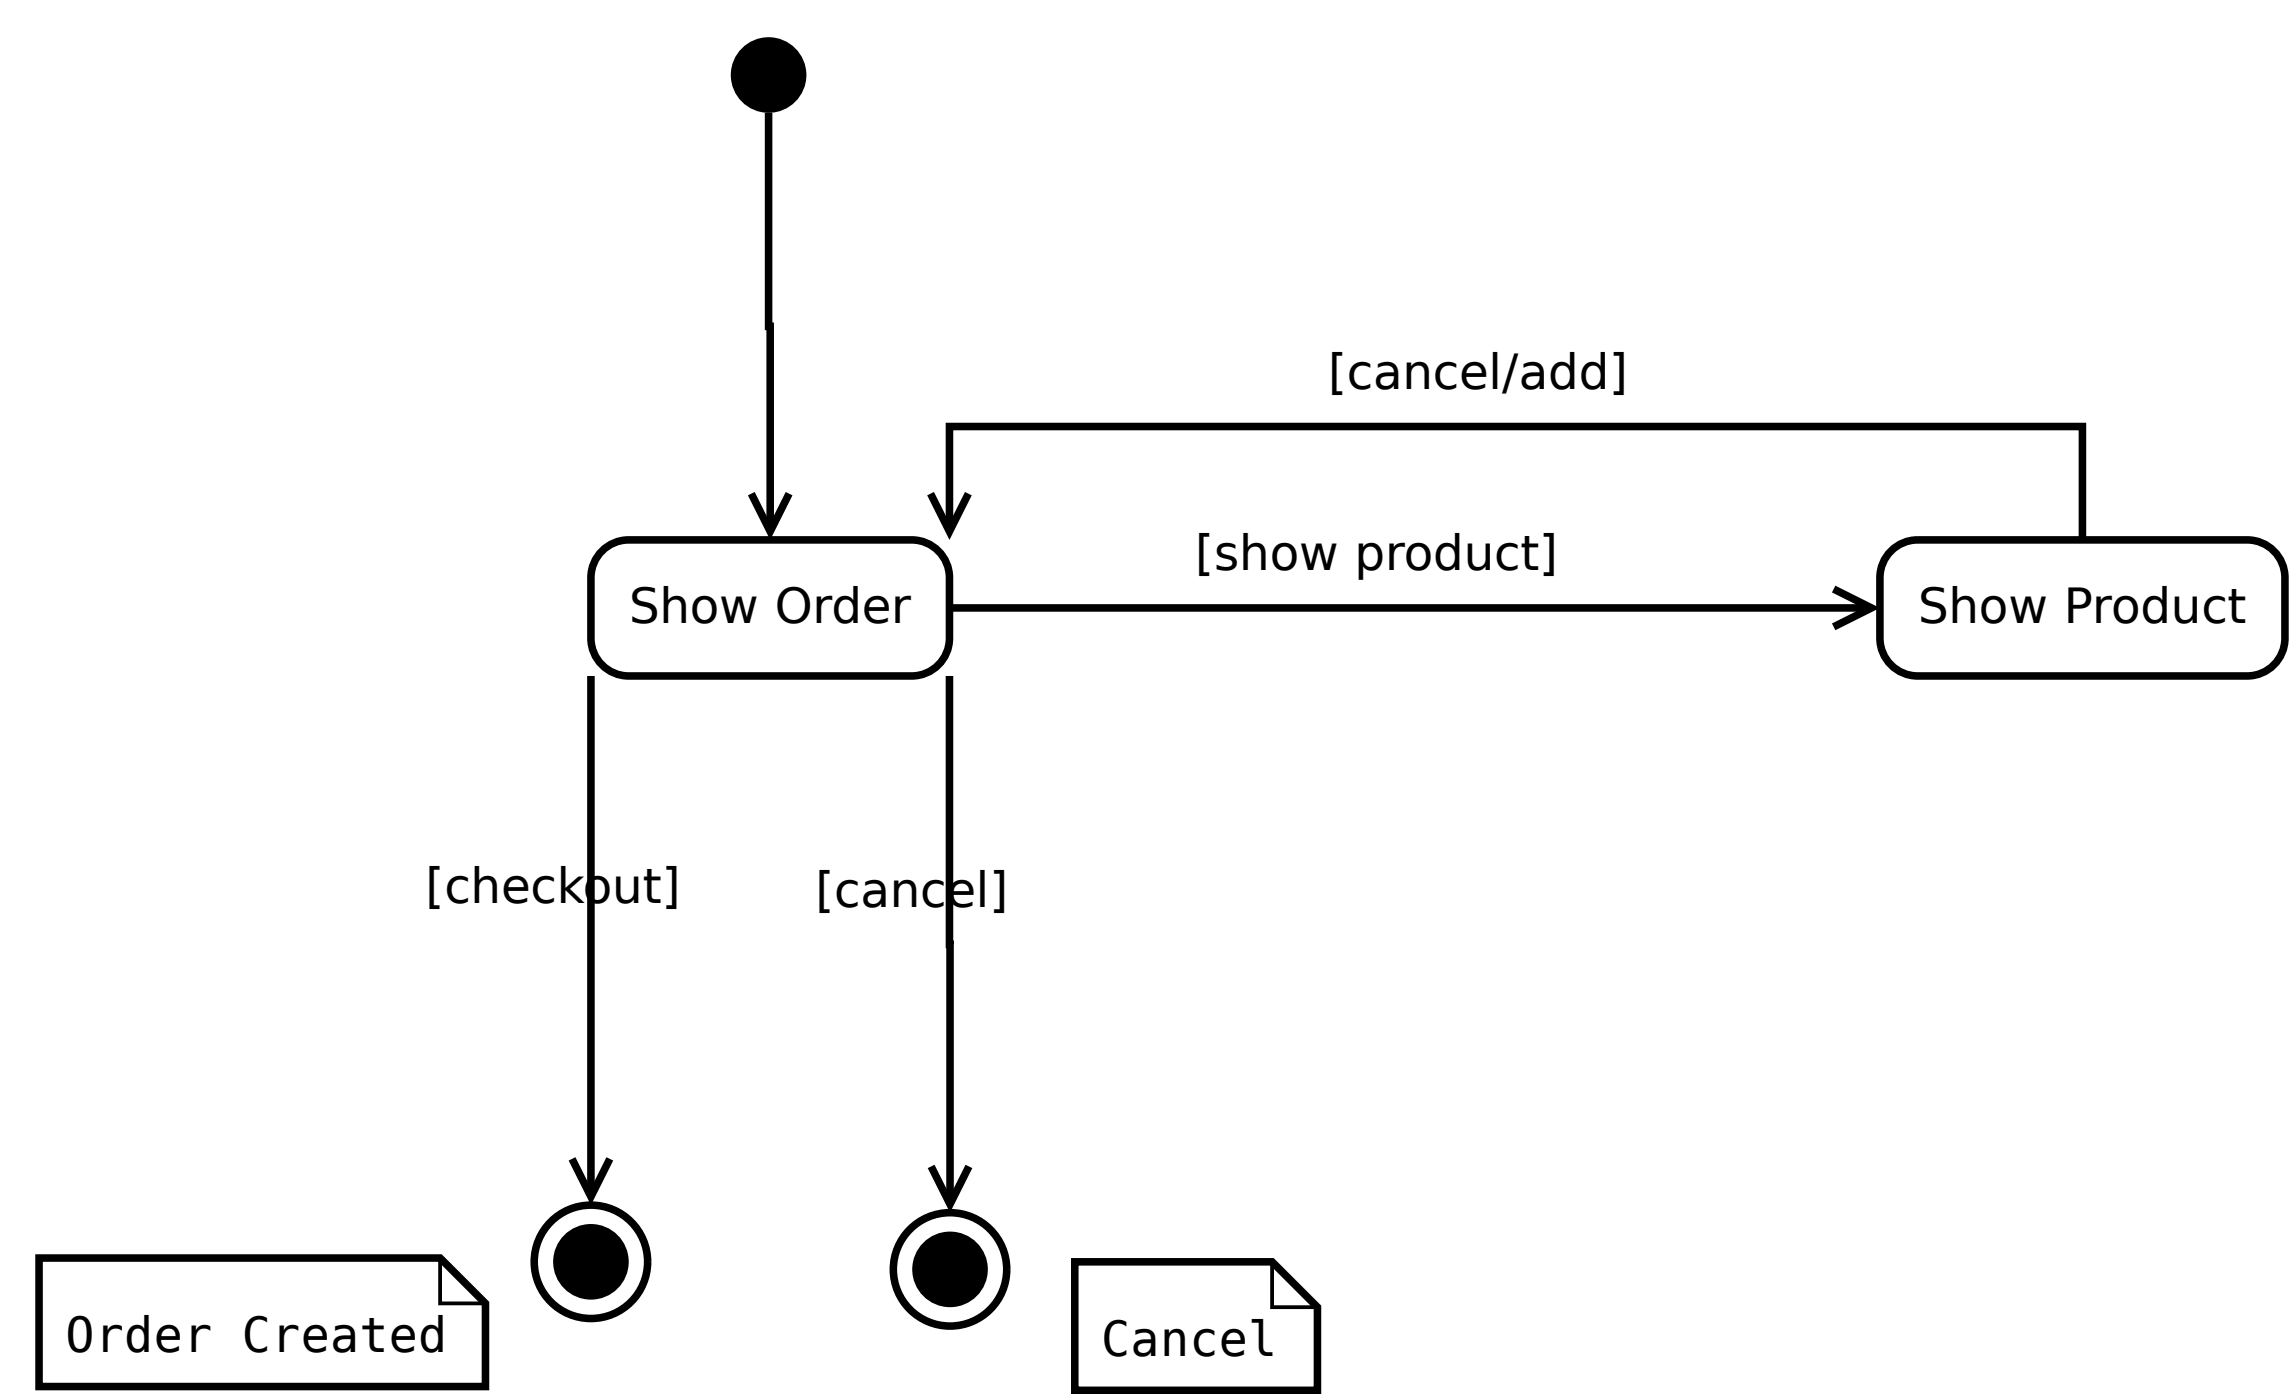 [cancel/add]
[show product]
Show Order
Show Product
[checkout]
[cancel]
Order Created
Cancel